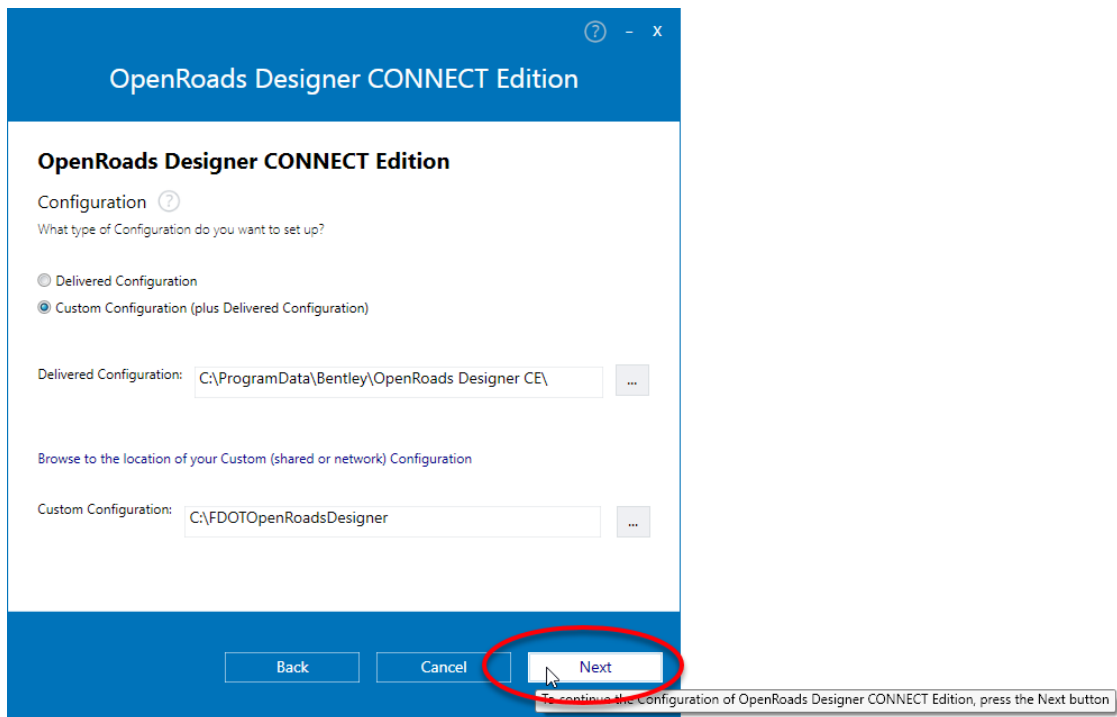 ? – X
OpenRoads Designer CONNECT Edition
OpenRoads Designer CONNECT Edition
Configuration ?
What type of Configuration do you want to set up?
Delivered Configuration
Custom Configuration (plus Delivered Configuration)
Delivered Configuration: C:\ProgramData\Bentley\OpenRoads Designer CE\ ...
Browse to the location of your Custom (shared or network) Configuration
Custom Configuration: C:\FDOTOpenRoadsDesigner ...
Back Cancel Next
To continue the Configuration of OpenRoads Designer CONNECT Edition, press the Next button